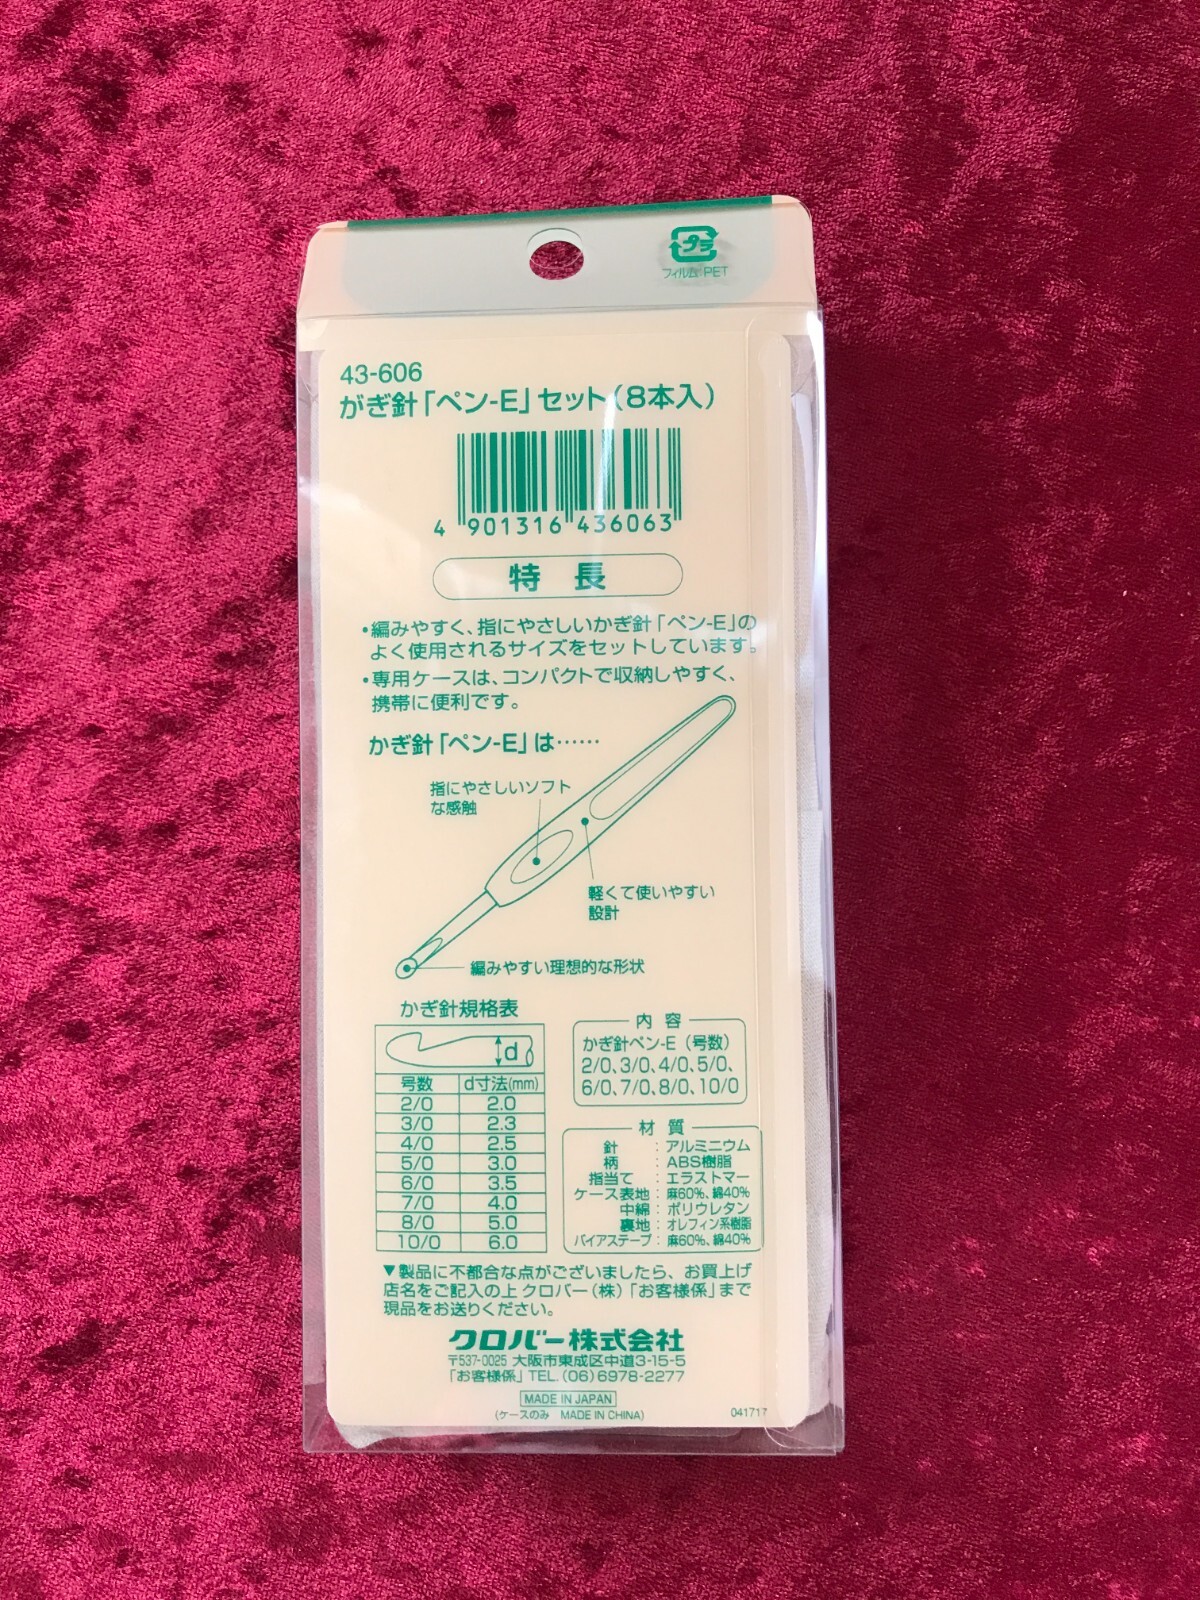 プラ
フィルム:PET
43-606
かぎ針「ペン-E」セット(8本入)
4 901316 436063
特 長
・編みやすく、指にやさしいかぎ針「ペン-E」の
よく使用されるサイズをセットしています。
・専用ケースは、コンパクトで収納しやすく、
携帯に便利です。
かぎ針「ペン-E」は……
指にやさしいソフト
な感触
軽くて使いやすい
設計
編みやすい理想的な形状
かぎ針規格表
d
号数 d寸法(mm)
2/0 2.0
3/0 2.3
4/0 2.5
5/0 3.0
6/0 3.5
7/0 4.0
8/0 5.0
10/0 6.0
内 容
かぎ針ペン-E(号数)
2/0、3/0、4/0、5/0、
6/0、7/0、8/0、10/0
材 質
針 : アルミニウム
柄 : ABS樹脂
指当て : エラストマー
ケース表地 : 麻60%、綿40%
中綿 : ポリウレタン
裏地 : オレフィン系樹脂
バイアステープ : 麻60%、綿40%
▼製品に不都合な点がございましたら、お買上げ
店名をご記入の上 クロバー(株)「お客様係」まで
現品をお送りください。
クロバー株式会社
〒537-0025 大阪市東成区中道3-15-5
「お客様係」TEL.(06)6978-2277
MADE IN JAPAN
(ケースのみ MADE IN CHINA)
041717